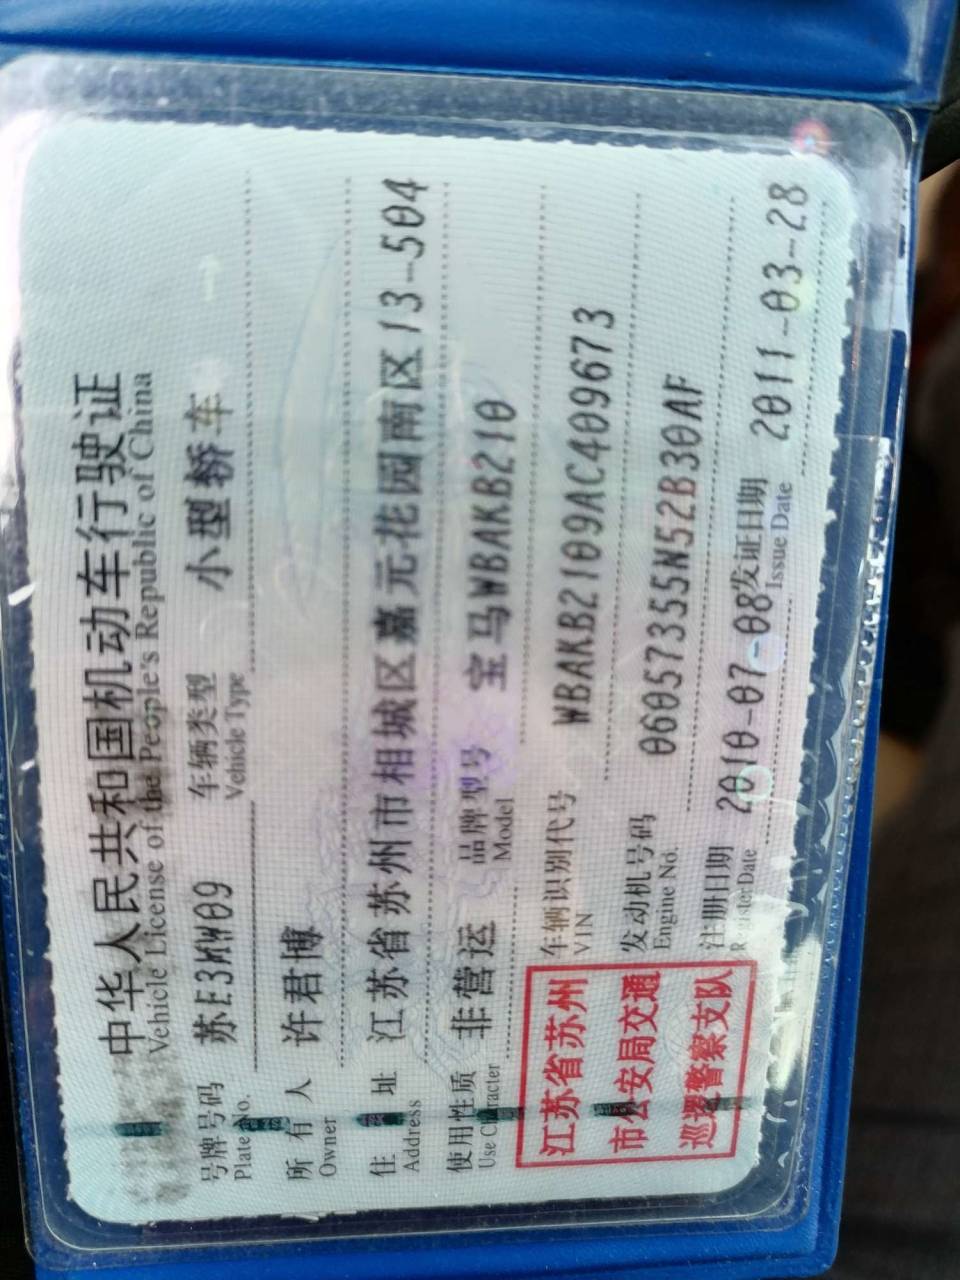 中华人民共和国机动车行驶证
Vehicle License of the People's Republic of China
号牌号码 苏E3MW09 车辆类型 小型轿车
Plate No. Vehicle Type
所有人 许君博
Owner
住址 江苏省苏州市相城区嘉元花园南区13-504
Address
使用性质 非营运 品牌型号 宝马WBAKB210
Use Character Model
江苏省苏州
市公安局交通
巡逻警察支队
车辆识别代号 WBAKB2109AC409673
VIN
发动机号码 06057355N52B30AF
Engine No.
注册日期 2010-07-08 发证日期 2011-03-28
Register Date Issue Date